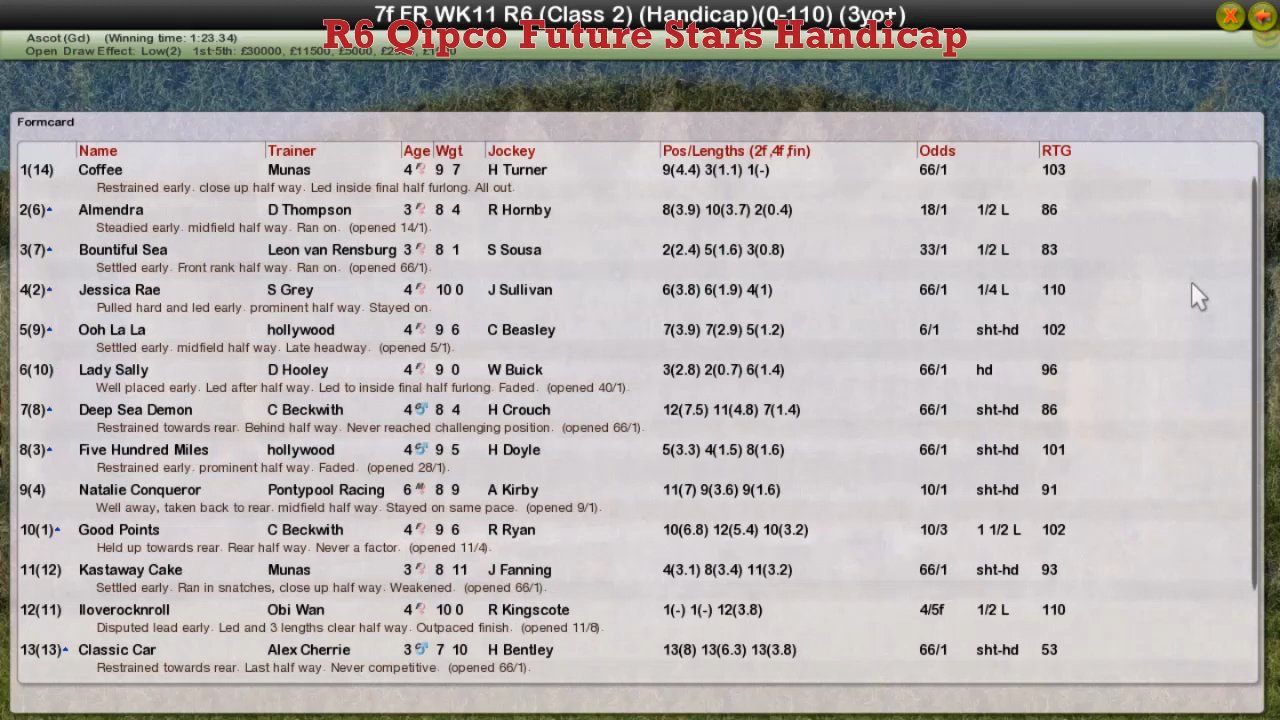 7f FR WK11 R6 (Class 2) (Handicap)(0-110) (3yo+)
R6 Qipco Future Stars Handicap
Ascot(Gd) (Winning time: 1:23.34)
Open Draw Effect: Low(2) 1st-5th: £30000, £11500,
Formcard
Name Trainer Age Wgt Jockey Pos/Lengths (2f,4f,fin) Odds RTG
1(14) Coffee Munas 4 9 7 H Turner 9(4.4) 3(1.1) 1(-) 66/1 103
Restrained early. close up half way. Led inside final half furlong. All out.
2(6) Almendra D Thompson 3 8 4 R Hornby 8(3.9) 10(3.7) 2(0.4) 18/1 1/2 L 86
Steadied early. midfield half way. Ran on. (opened 14/1).
3(7) Bountiful Sea Leon van Rensburg 3 8 1 S Sousa 2(2.4) 5(1.6) 3(0.8) 33/1 1/2 L 83
Settled early. Front rank half way. Ran on. (opened 66/1).
4(2) Jessica Rae S Grey 4 10 0 J Sullivan 6(3.8) 6(1.9) 4(1) 66/1 1/4 L 110
Pulled hard and led early. prominent half way. Stayed on.
5(9) Ooh La La hollywood 4 9 6 C Beasley 7(3.9) 7(2.9) 5(1.2) 6/1 sht-hd 102
Settled early. midfield half way. Late headway. (opened 5/1).
6(10) Lady Sally D Hooley 4 9 0 W Buick 3(2.8) 2(0.7) 6(1.4) 66/1 hd 96
Well placed early. Led after half way. Led to inside final half furlong. Faded. (opened 40/1).
7(8) Deep Sea Demon C Beckwith 4 8 4 H Crouch 12(7.5) 11(4.8) 7(1.4) 66/1 sht-hd 86
Restrained towards rear. Behind half way. Never reached challenging position. (opened 66/1).
8(3) Five Hundred Miles hollywood 4 9 5 H Doyle 5(3.3) 4(1.5) 8(1.6) 66/1 sht-hd 101
Restrained early. prominent half way. Faded. (opened 28/1).
9(4) Natalie Conqueror Pontypool Racing 6 8 9 A Kirby 11(7) 9(3.6) 9(1.6) 10/1 sht-hd 91
Well away, taken back to rear. midfield half way. Stayed on same pace. (opened 9/1).
10(1) Good Points C Beckwith 4 9 6 R Ryan 10(6.8) 12(5.4) 10(3.2) 10/3 1 1/2 L 102
Held up towards rear. Rear half way. Never a factor. (opened 11/4).
11(12) Kastaway Cake Munas 3 8 11 J Fanning 4(3.1) 8(3.4) 11(3.2) 66/1 sht-hd 93
Settled early. Ran in snatches, close up half way. Weakened. (opened 66/1).
12(11) Iloverocknroll Obi Wan 4 10 0 R Kingscote 1(-) 1(-) 12(3.8) 4/5f 1/2 L 110
Disputed lead early. Led and 3 lengths clear half way. Outpaced finish. (opened 11/8).
13(13) Classic Car Alex Cherrie 3 7 10 H Bentley 13(8) 13(6.3) 13(3.8) 66/1 sht-hd 53
Restrained towards rear. Last half way. Never competitive. (opened 66/1).